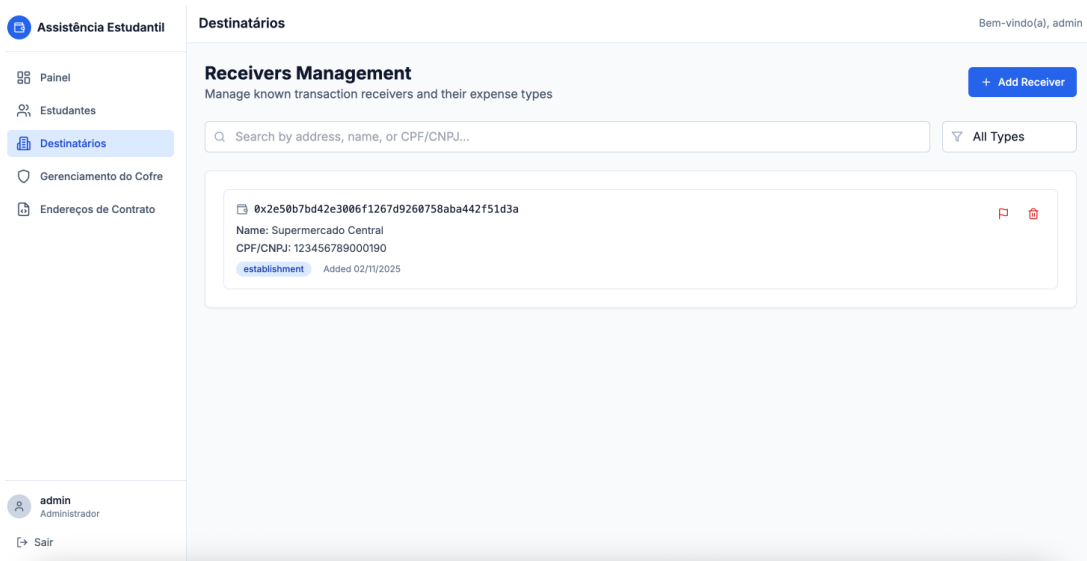 Assistência Estudantil
Destinatários
Bem-vindo(a), admin
Painel
Estudantes
Destinatários
Gerenciamento do Cofre
Endereços de Contrato
Receivers Management
Manage known transaction receivers and their expense types
+ Add Receiver
Search by address, name, or CPF/CNPJ...
All Types
0x2e50b7bd42e3006f1267d9260758aba442f51d3a
Name: Supermercado Central
CPF/CNPJ: 123456789000190
establishment
Added 02/11/2025
admin
Administrador
Sair